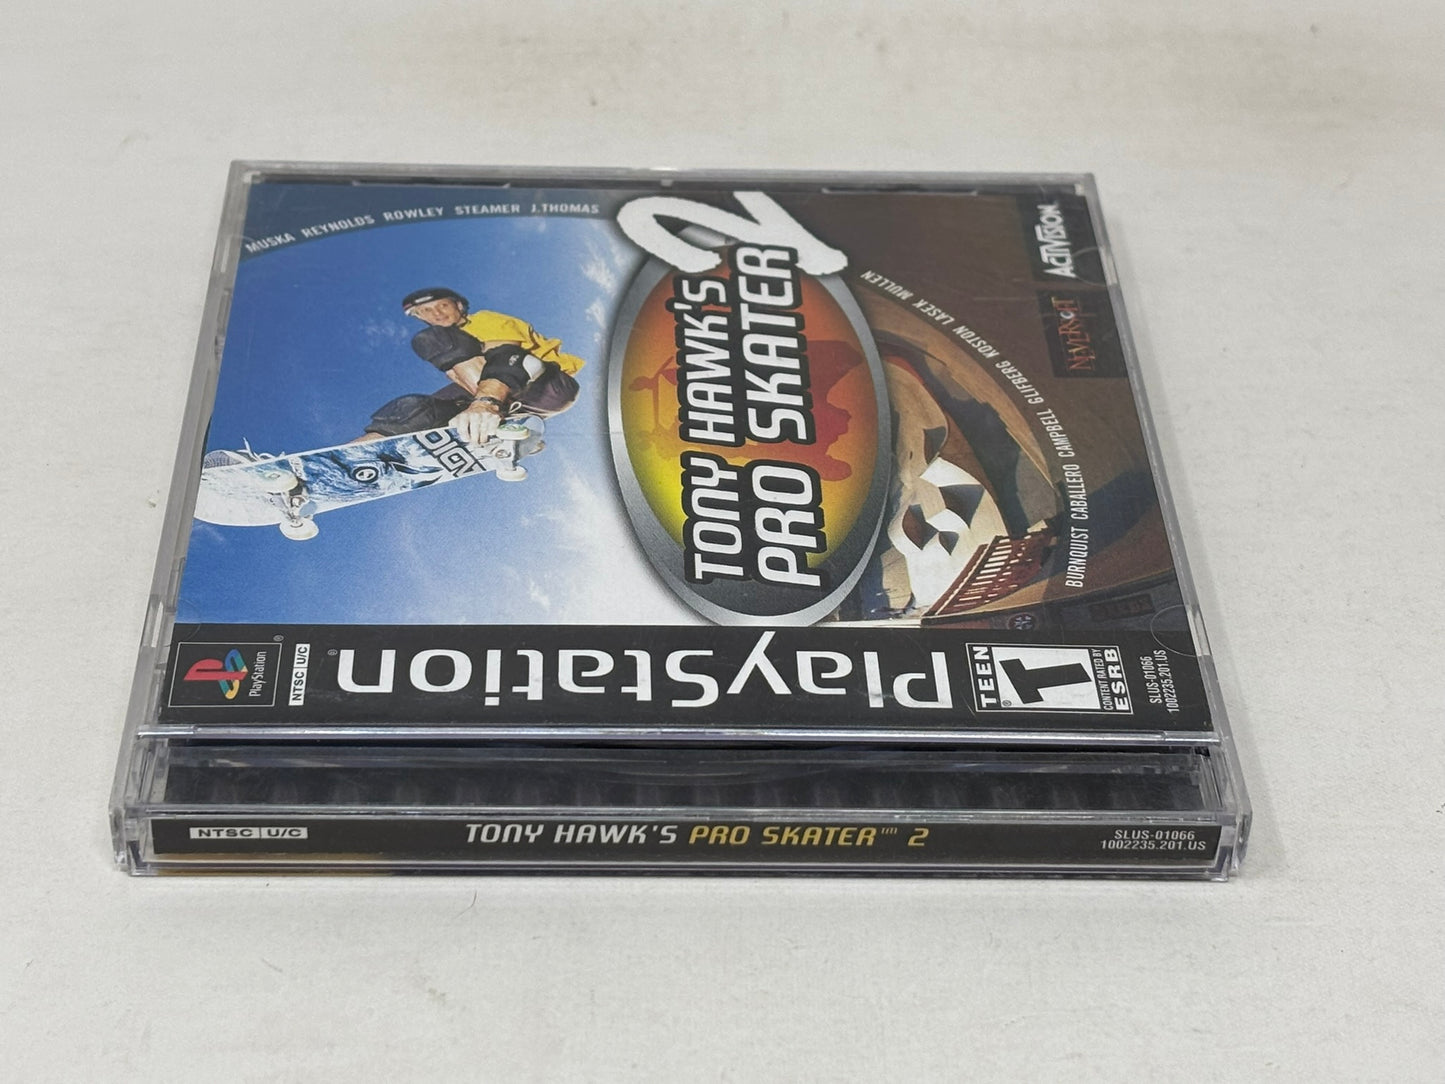 MUSKA REYNOLDS ROWLEY STEAMER J.THOMAS
TONY HAWK'S
PRO SKATER
2
BURNQUIST CABALLERO CAMPBELL GLIFBERG KOSTON LASEK MULLEN
ACTIVISION
NEVERSOFT
PlayStation
®
NTSC U/C
PlayStation®
TEEN
T
®
CONTENT RATED BY
ESRB
SLUS-01066
1002235.201.US
NTSC U/C
TONY HAWK'S PRO SKATER™ 2
SLUS-01066
1002235.201.US